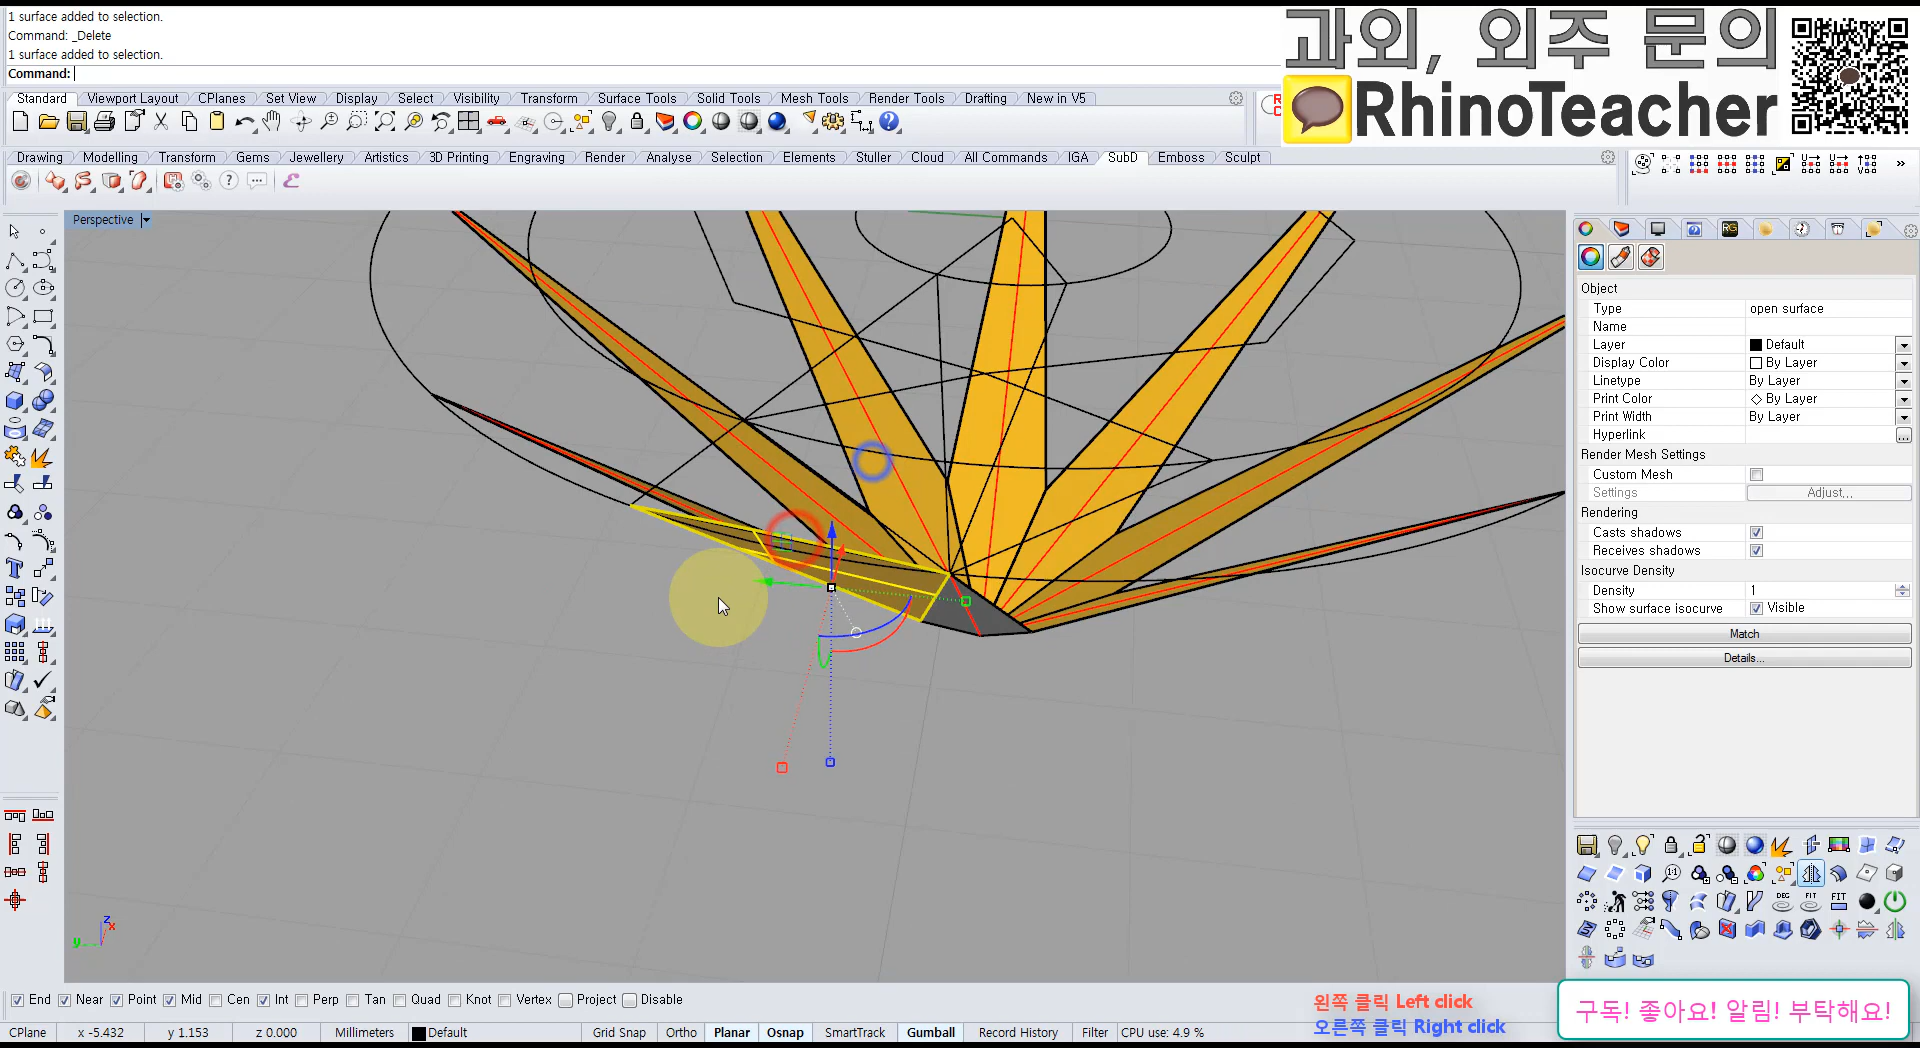 1 surface added to selection.
Command: _Delete
1 surface added to selection.
Command:
과외, 외주 문의
RhinoTeacher
Standard Viewport Layout CPlanes Set View Display Select Visibility Transform Surface Tools Solid Tools Mesh Tools Render Tools Drafting New in V5
Drawing Modelling Transform Gems Jewellery Artistics 3D Printing Engraving Render Analyse Selection Elements Stuller Cloud All Commands IGA SubD Emboss Sculpt
Perspective
Object
Type open surface
Name
Layer Default
Display Color By Layer
Linetype By Layer
Print Color By Layer
Print Width By Layer
Hyperlink ...
Render Mesh Settings
Custom Mesh
Settings Adjust...
Rendering
Casts shadows
Receives shadows
Isocurve Density
Density 1
Show surface isocurve Visible
Match
Details...
z
x
y
End Near Point Mid Cen Int Perp Tan Quad Knot Vertex Project Disable
왼쪽 클릭 Left click
오른쪽 클릭 Right click
구독! 좋아요! 알림! 부탁해요!
CPlane x -5.432 y 1.153 z 0.000 Millimeters Default Grid Snap Ortho Planar Osnap SmartTrack Gumball Record History Filter CPU use: 4.9 %